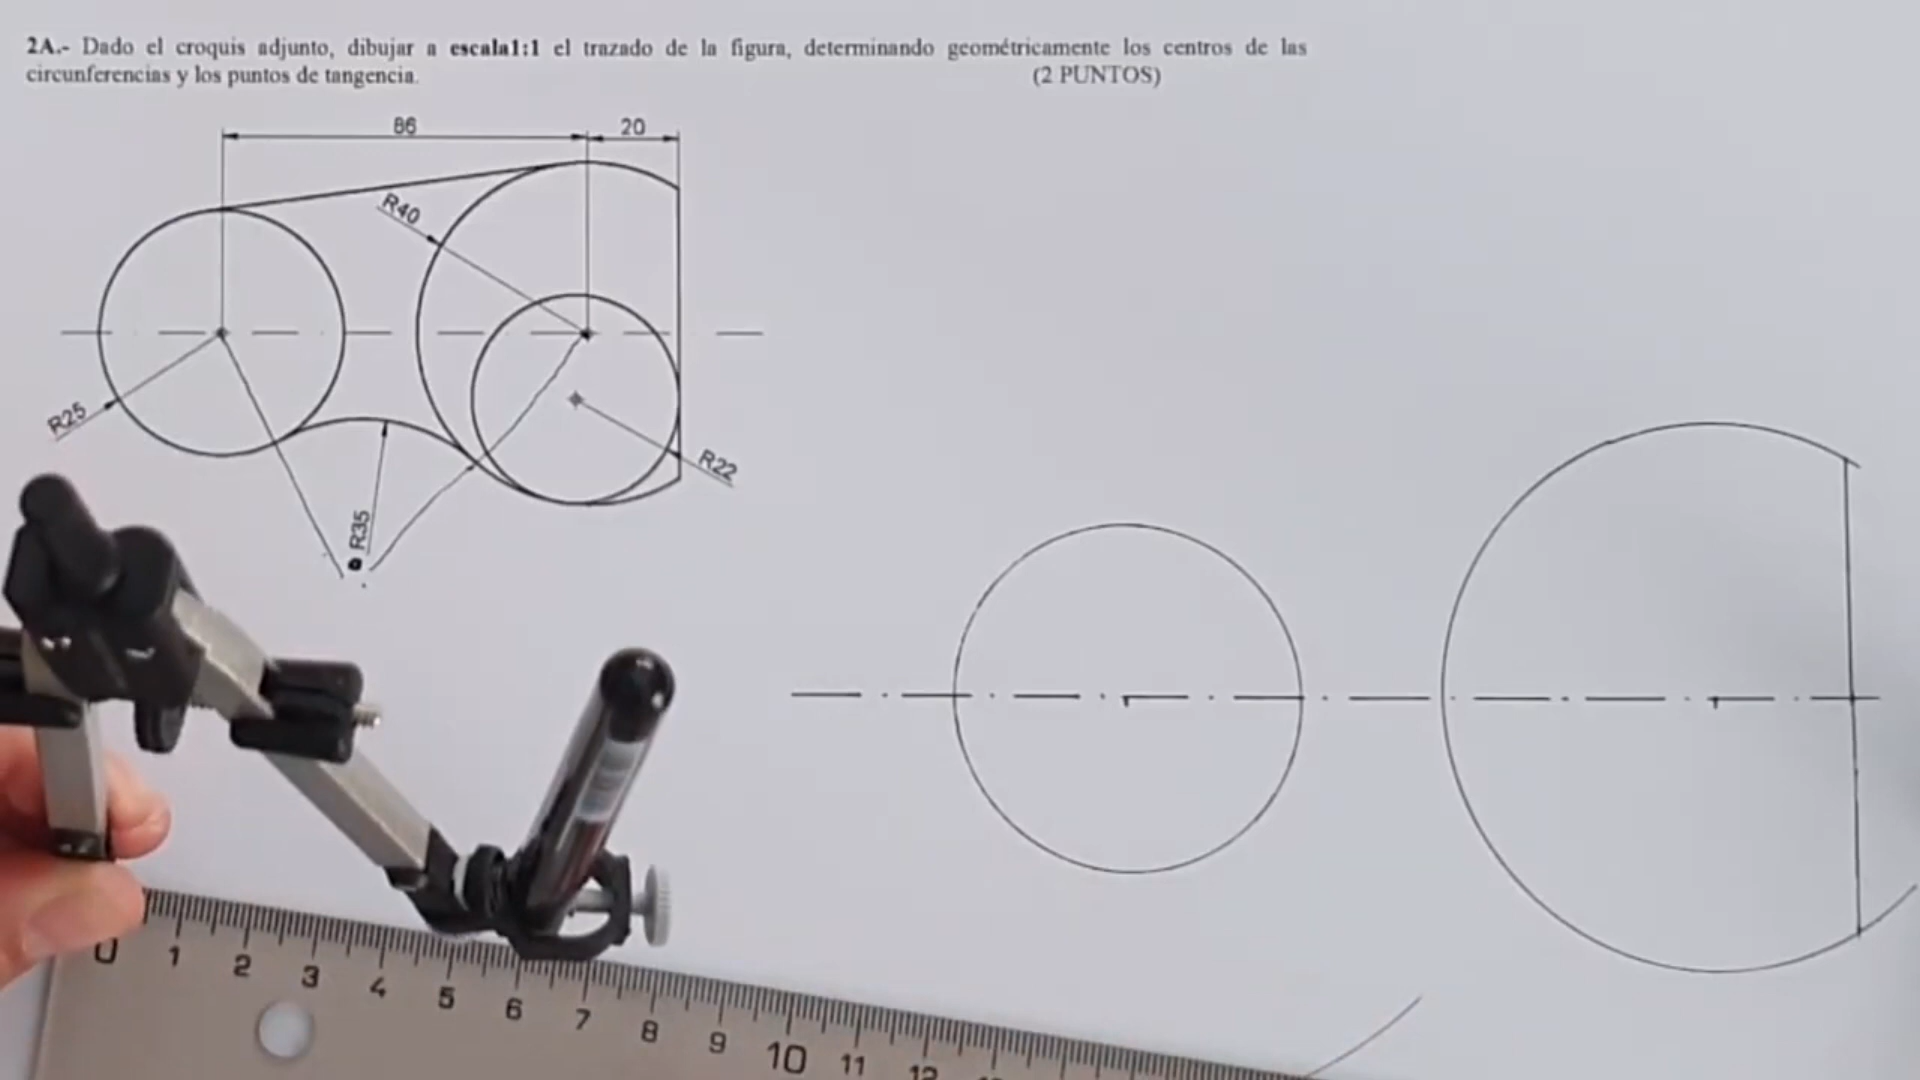 2A.- Dado el croquis adjunto, dibujar a escala1:1 el trazado de la figura, determinando geométricamente los centros de las
circunferencias y los puntos de tangencia. (2 PUNTOS)
86
20
R40
R25
R22
R35
0 1 2 3 4 5 6 7 8 9 10 11 12